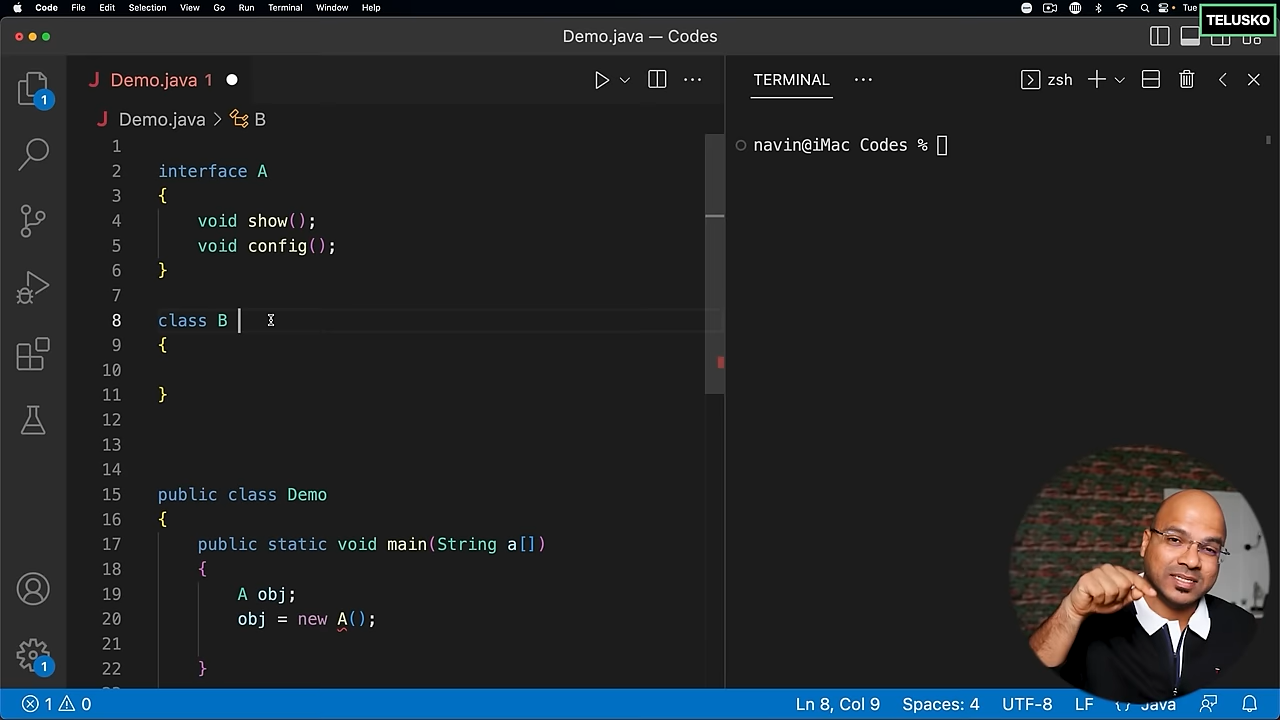 Code File Edit Selection View Go Run Terminal Window Help Tue
TELUSKO
Demo.java — Codes
Demo.java 1
TERMINAL
zsh
Demo.java > B
1
2 interface A
3 {
4 void show();
5 void config();
6 }
7
8 class B
9 {
10
11 }
12
13
14
15 public class Demo
16 {
17 public static void main(String a[])
18 {
19 A obj;
20 obj = new A();
21
22 }
navin@iMac Codes %
1
1
1 0
Ln 8, Col 9 Spaces: 4 UTF-8 LF {} Java